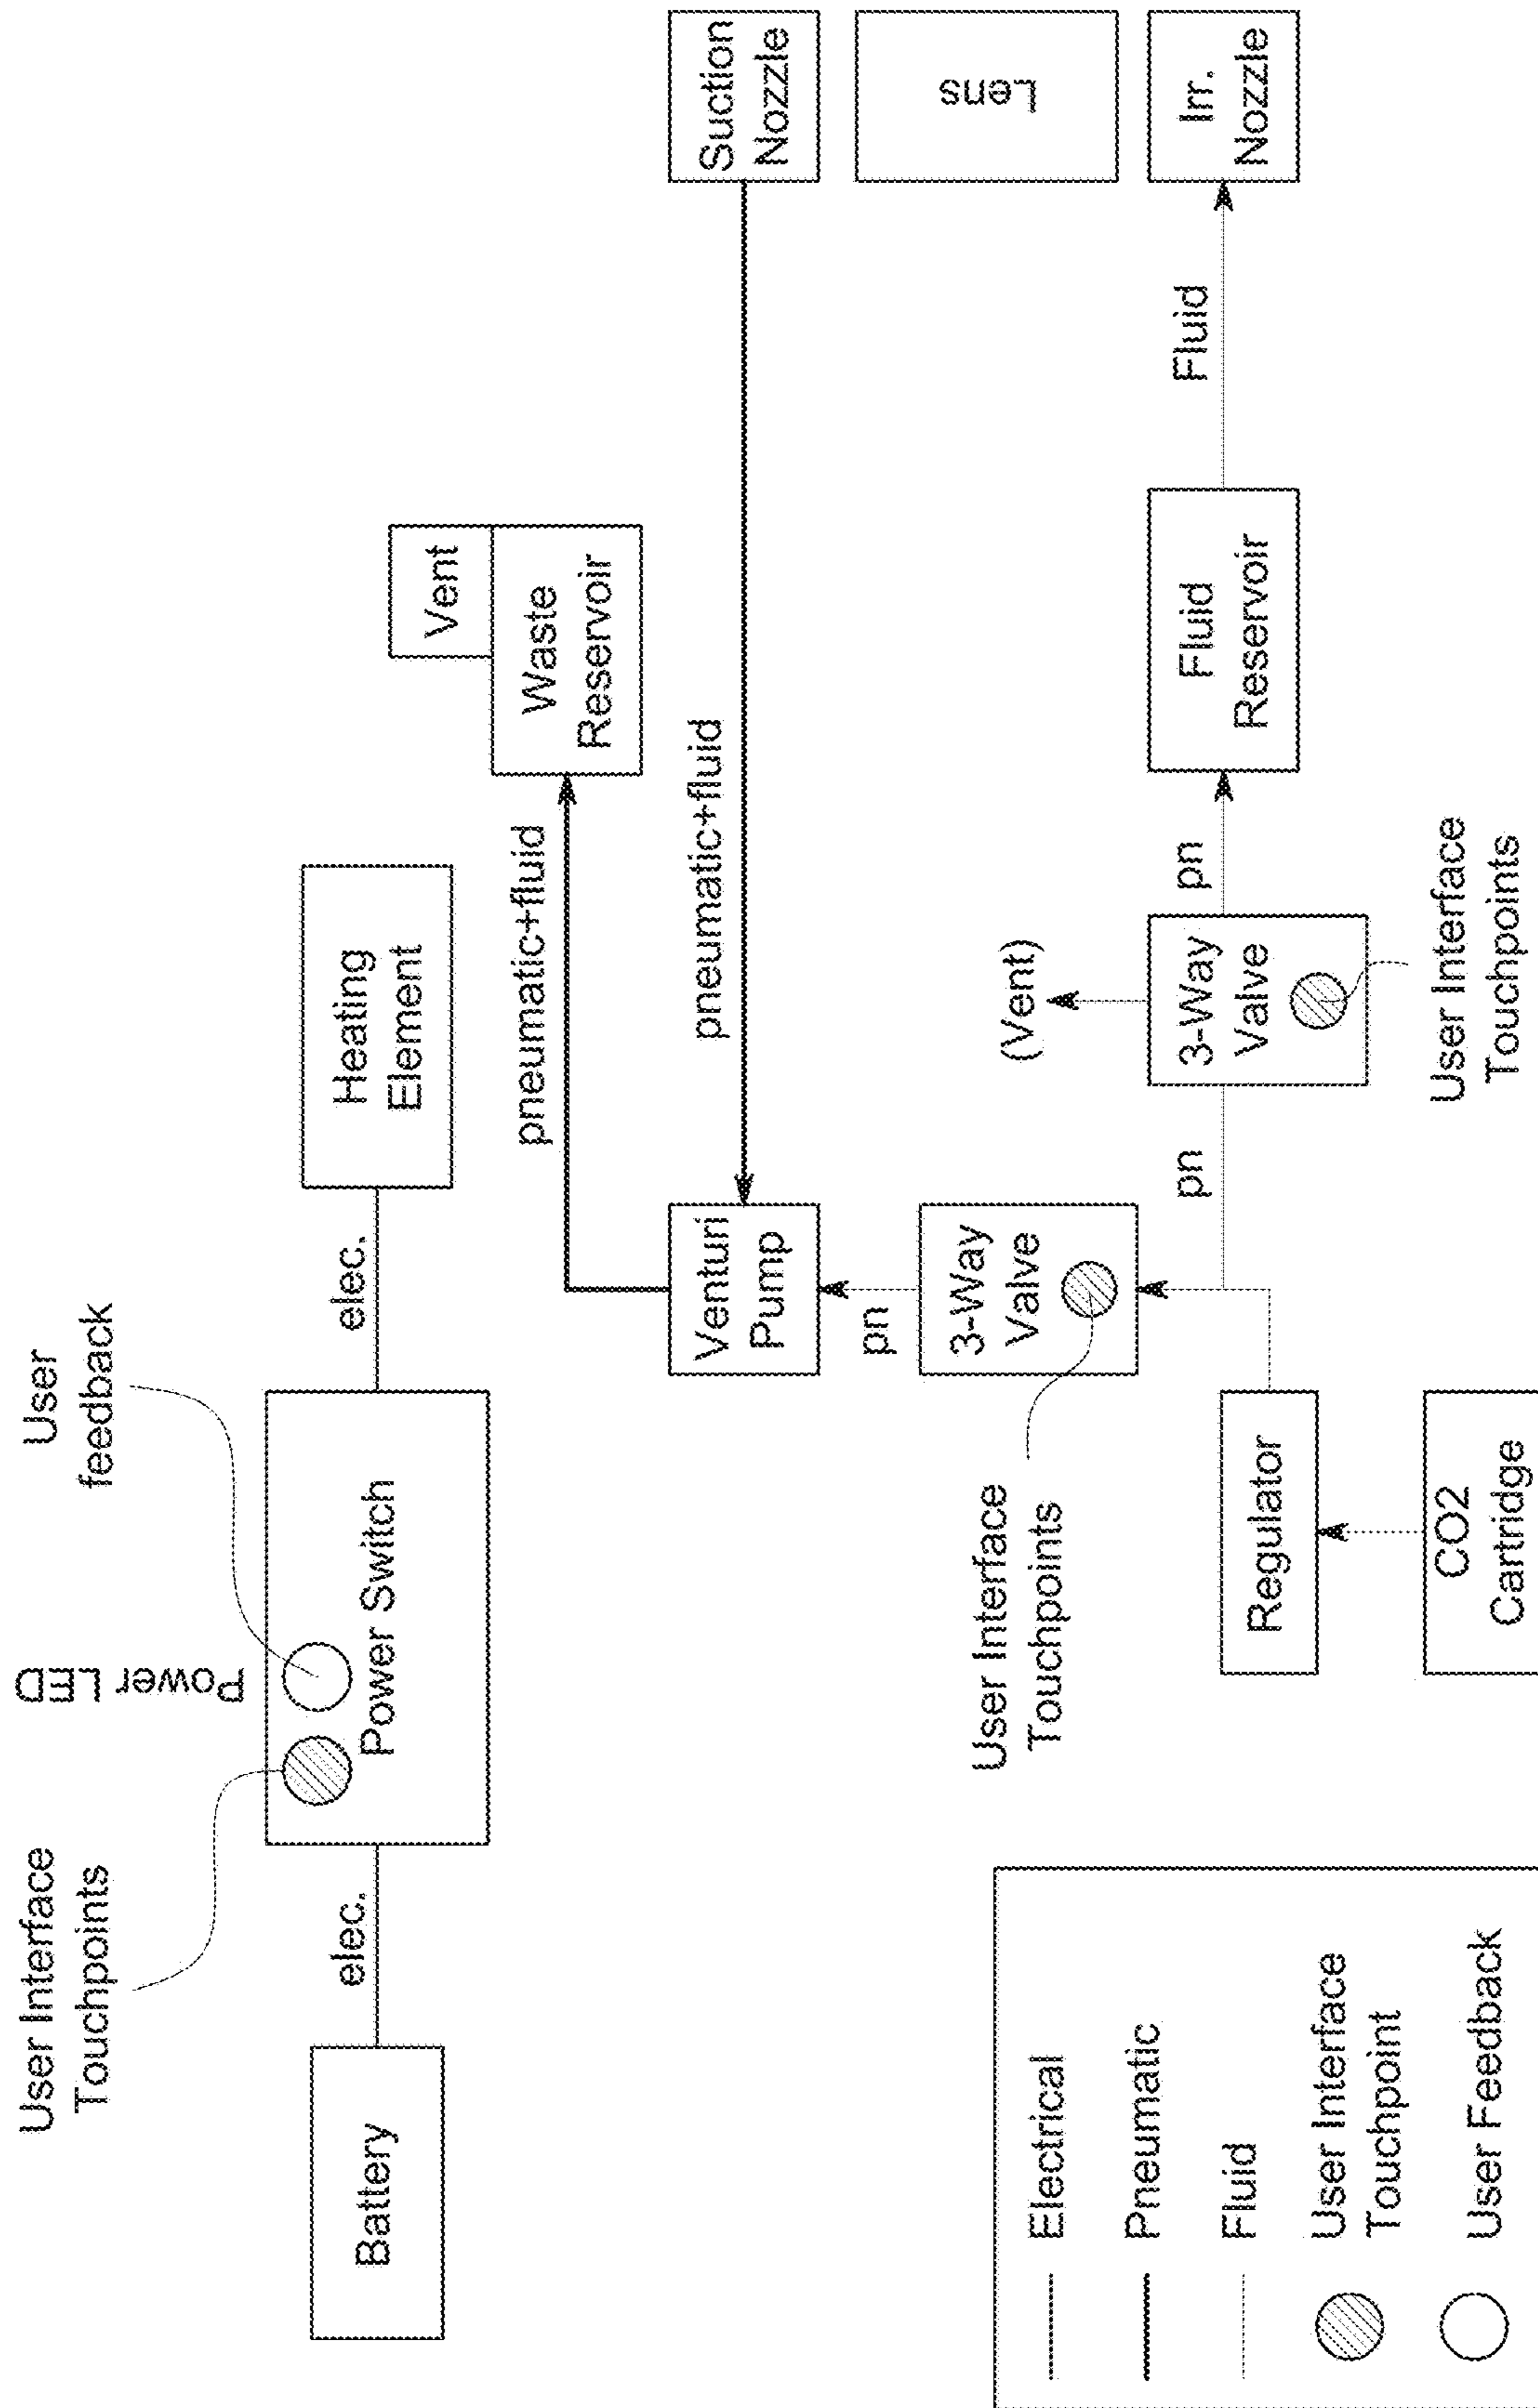 User Interface
Touchpoints
Power LED
User
feedback
Battery
elec.
Power Switch
elec.
Heating
Element
Vent
Waste
Reservoir
pneumatic+fluid
pneumatic+fluid
Suction
Nozzle
Venturi
Pump
Lens
pn
3-Way
Valve
User Interface
Touchpoints
(Vent)
pn
3-Way
Valve
pn
Fluid
Reservoir
Fluid
Irr.
Nozzle
User Interface
Touchpoints
Regulator
CO2
Cartridge
Electrical
Pneumatic
Fluid
User Interface
Touchpoint
User Feedback